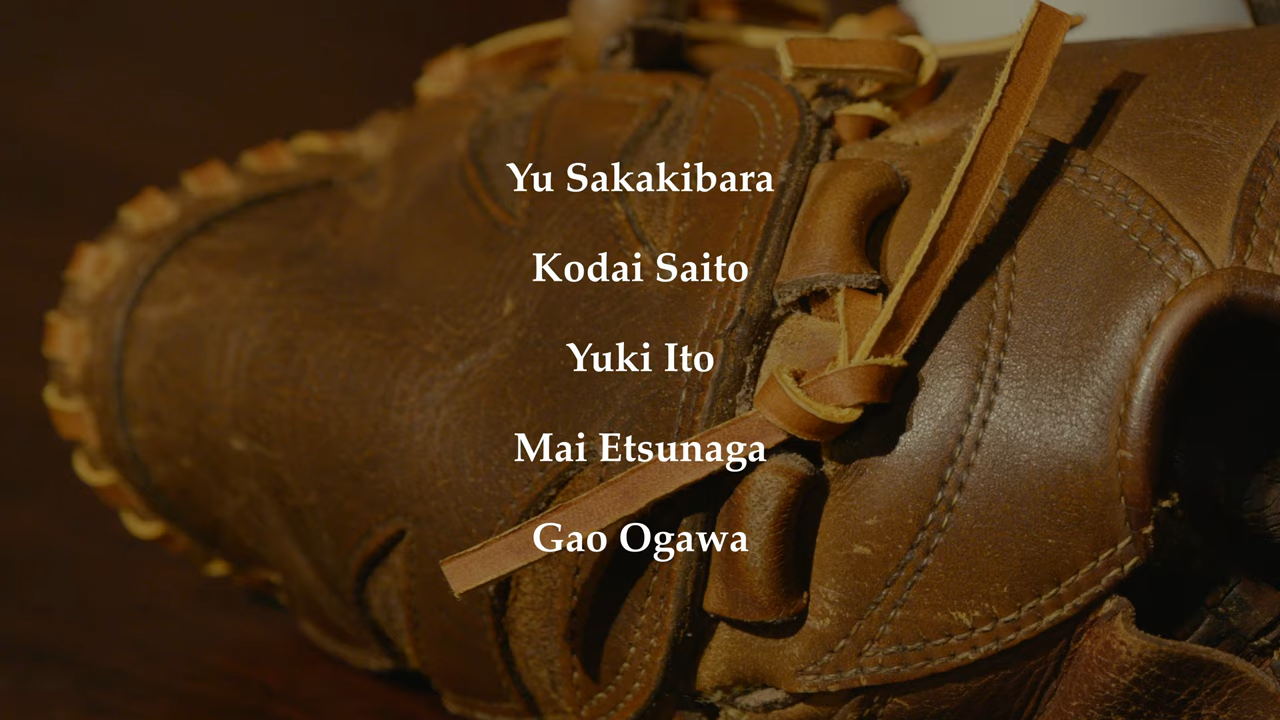 Yu Sakakibara
Kodai Saito
Yuki Ito
Mai Etsunaga
Gao Ogawa